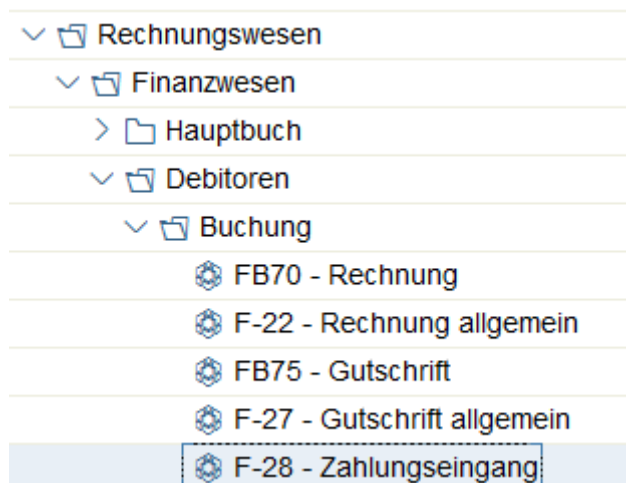 Rechnungswesen
Finanzwesen
Hauptbuch
Debitoren
Buchung
FB70 - Rechnung
F-22 - Rechnung allgemein
FB75 - Gutschrift
F-27 - Gutschrift allgemein
F-28 - Zahlungseingang